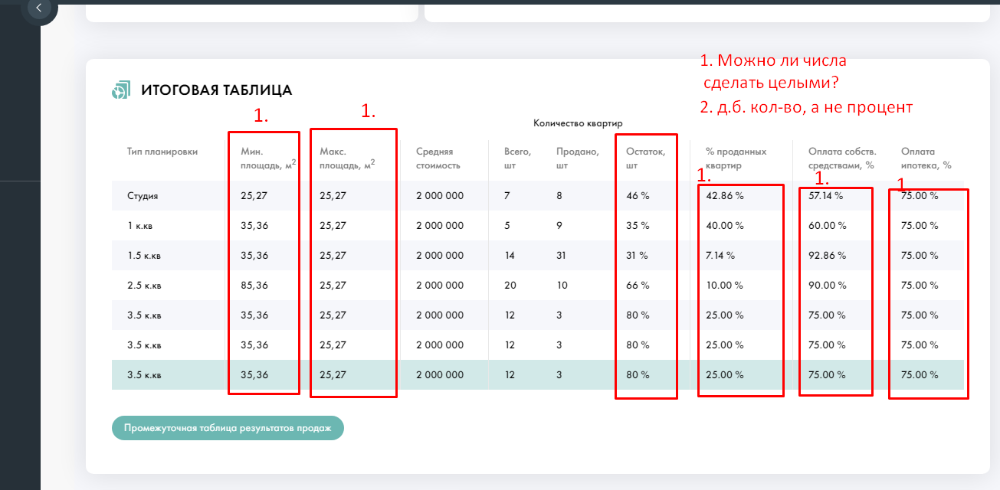 1. Можно ли числа
сделать целыми?
2. д.б. кол-во, а не процент
ИТОГОВАЯ ТАБЛИЦА
1. 1.
Количество квартир
Тип планировки Мин. площадь, м2 Макс. площадь, м2 Средняя стоимость Всего, шт Продано, шт Остаток, шт % проданных квартир Оплата собств. средствами, % Оплата ипотека, %
1. 1. 1.
Студия 25,27 25,27 2 000 000 7 8 46 % 42.86 % 57.14 % 75.00 %
1 к.кв 35,36 25,27 2 000 000 5 9 35 % 40.00 % 60.00 % 75.00 %
1.5 к.кв 35,36 25,27 2 000 000 14 31 31 % 7.14 % 92.86 % 75.00 %
2.5 к.кв 85,36 25,27 2 000 000 20 10 66 % 10.00 % 90.00 % 75.00 %
3.5 к.кв 35,36 25,27 2 000 000 12 3 80 % 25.00 % 75.00 % 75.00 %
3.5 к.кв 35,36 25,27 2 000 000 12 3 80 % 25.00 % 75.00 % 75.00 %
3.5 к.кв 35,36 25,27 2 000 000 12 3 80 % 25.00 % 75.00 % 75.00 %
Промежуточная таблица результатов продаж